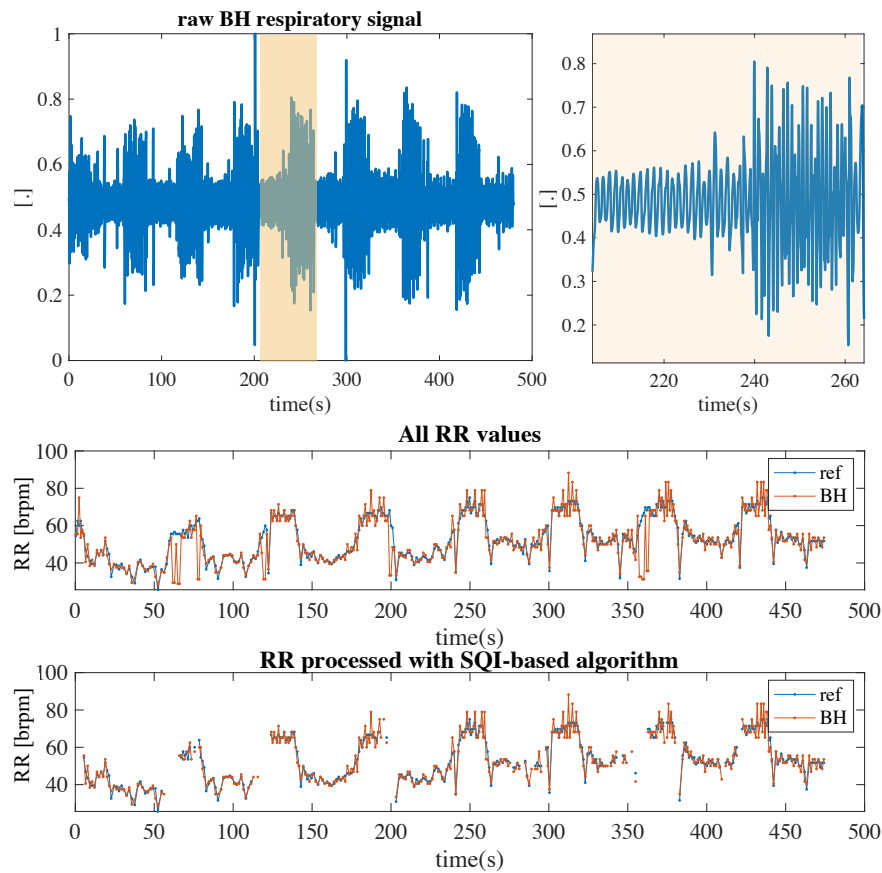 raw BH respiratory signal
1
0.8
0.6
0.4
0.2
0
[.]
0 100 200 300 400 500
time(s)
0.8
0.7
0.6
0.5
0.4
0.3
0.2
[.]
220 240 260
time(s)
All RR values
100
80
60
40
RR [brpm]
ref
BH
0 50 100 150 200 250 300 350 400 450 500
time(s)
RR processed with SQI-based algorithm
100
80
60
40
RR [brpm]
ref
BH
0 50 100 150 200 250 300 350 400 450 500
time(s)